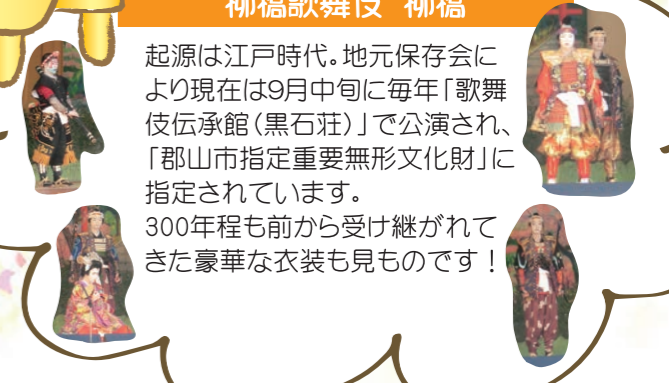 柳橋歌舞伎 柳橋
起源は江戸時代。地元保存会に
より現在は9月中旬に毎年「歌舞
伎伝承館(黒石荘)」で公演され、
「郡山市指定重要無形文化財」に
指定されています。
300年程も前から受け継がれて
きた豪華な衣装も見ものです!